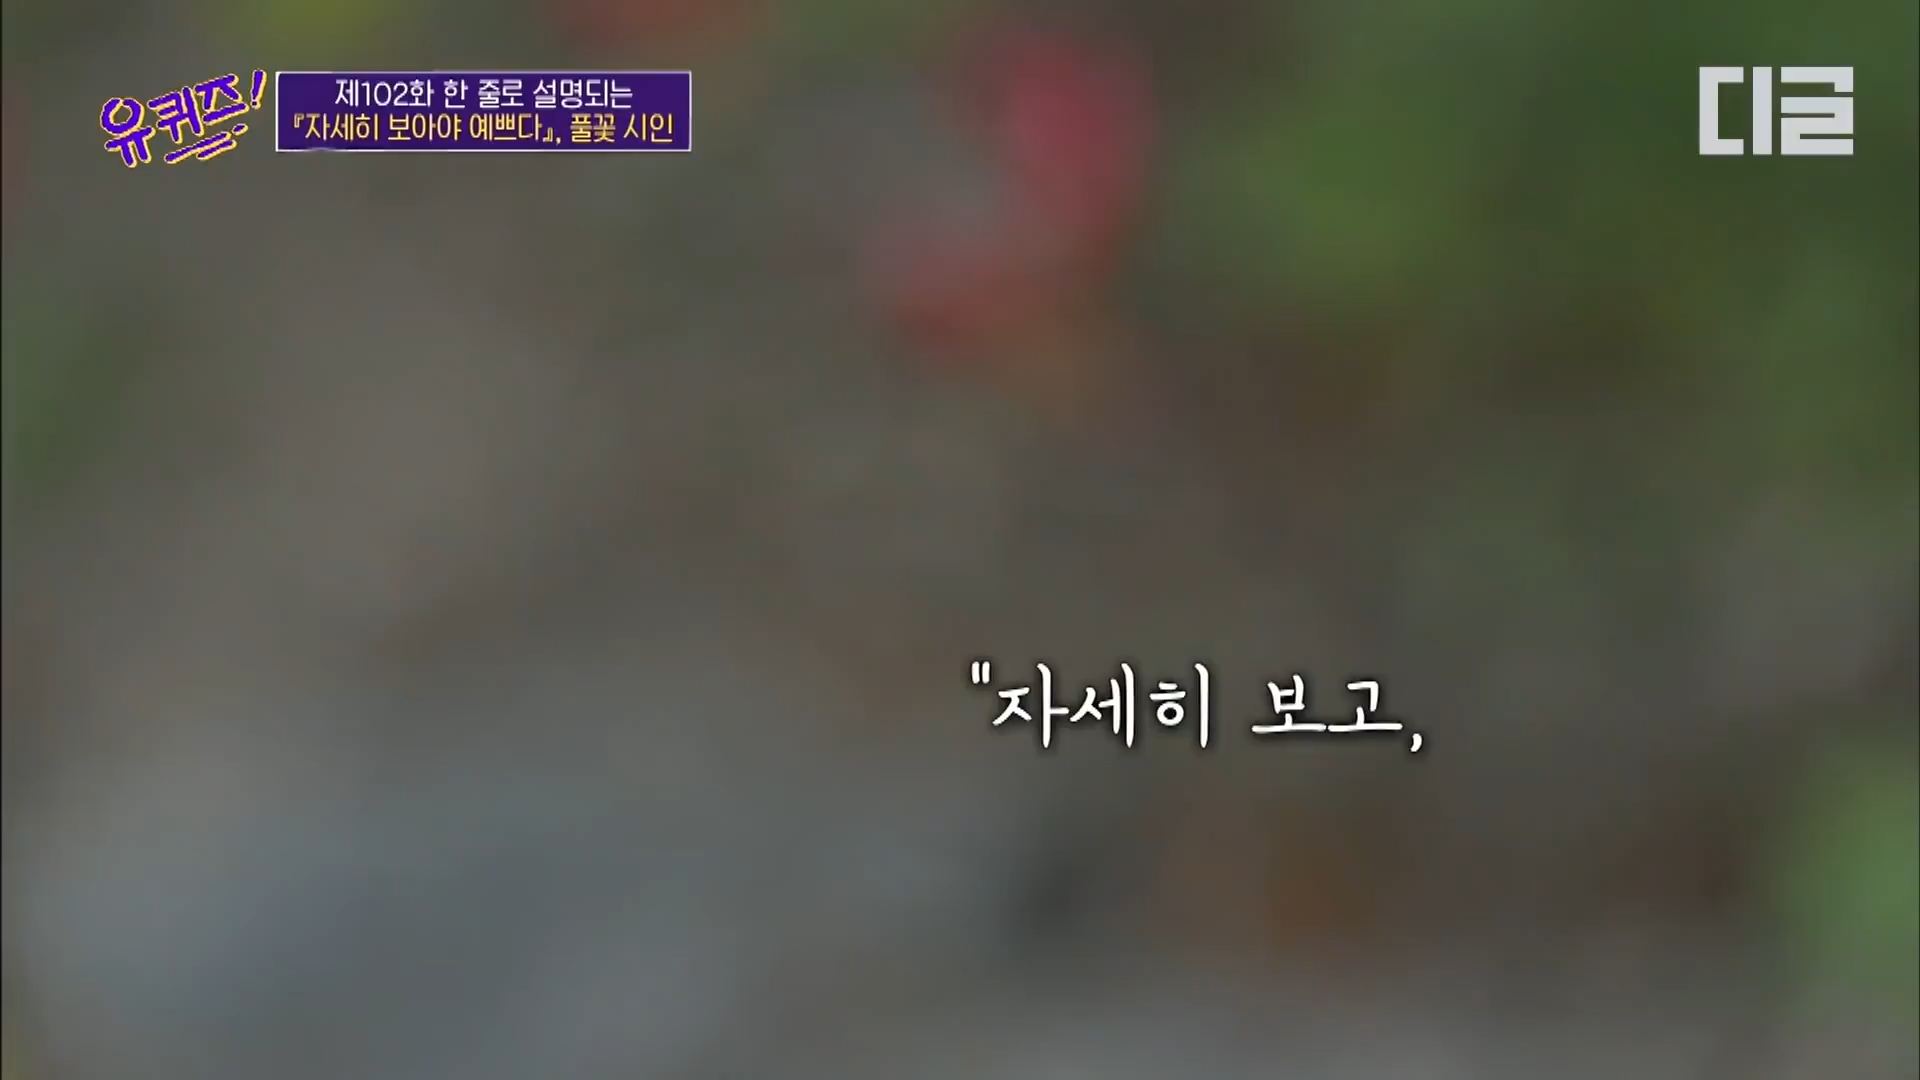 유퀴즈!
제102화 한 줄로 설명되는
『자세히 보아야 예쁘다』, 풀꽃 시인
디글
"자세히 보고,